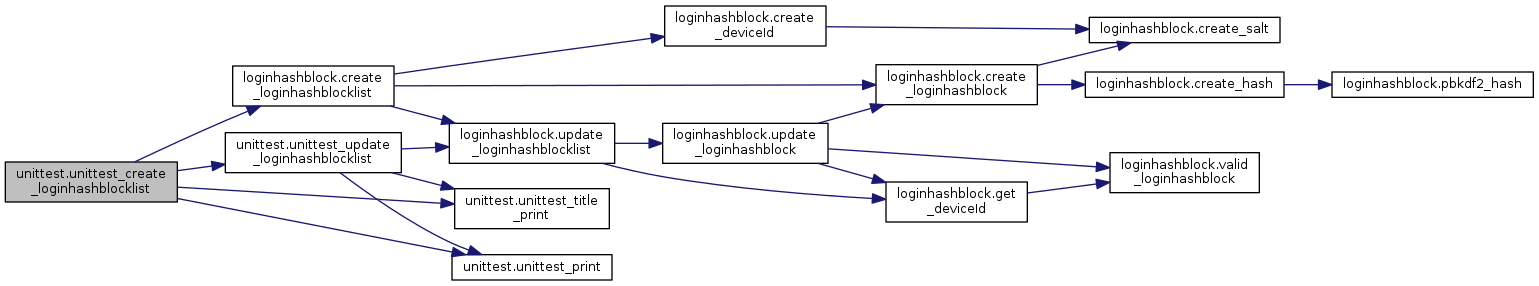 loginhashblock.create
_deviceId
loginhashblock.create_salt
loginhashblock.create
_loginhashblocklist
loginhashblock.create
_loginhashblock
loginhashblock.create_hash
loginhashblock.pbkdf2_hash
unittest.unittest_update
_loginhashblocklist
loginhashblock.update
_loginhashblocklist
loginhashblock.update
_loginhashblock
loginhashblock.valid
_loginhashblock
unittest.unittest_create
_loginhashblocklist
unittest.unittest_title
_print
loginhashblock.get
_deviceId
unittest.unittest_print